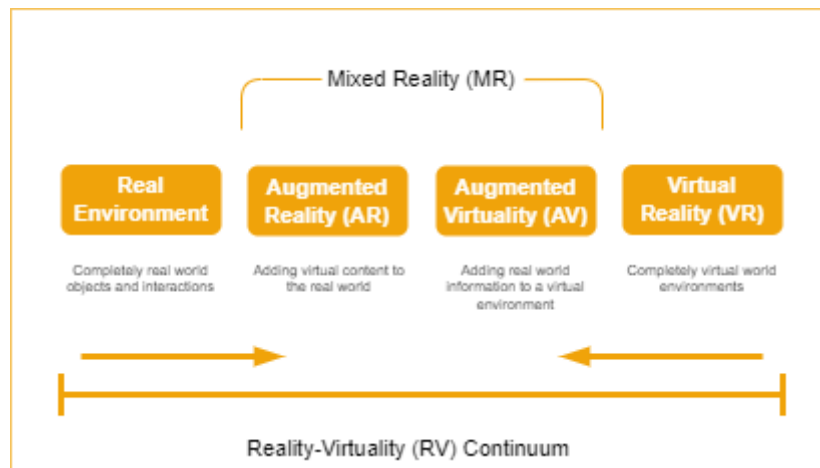 Mixed Reality (MR)
Real
Environment
Augmented
Reality (AR)
Augmented
Virtuality (AV)
Virtual
Reality (VR)
Completely real world
objects and interactions
Adding virtual content to
the real world
Adding real world
information to a virtual
environment
Completely virtual world
environments
Reality-Virtuality (RV) Continuum